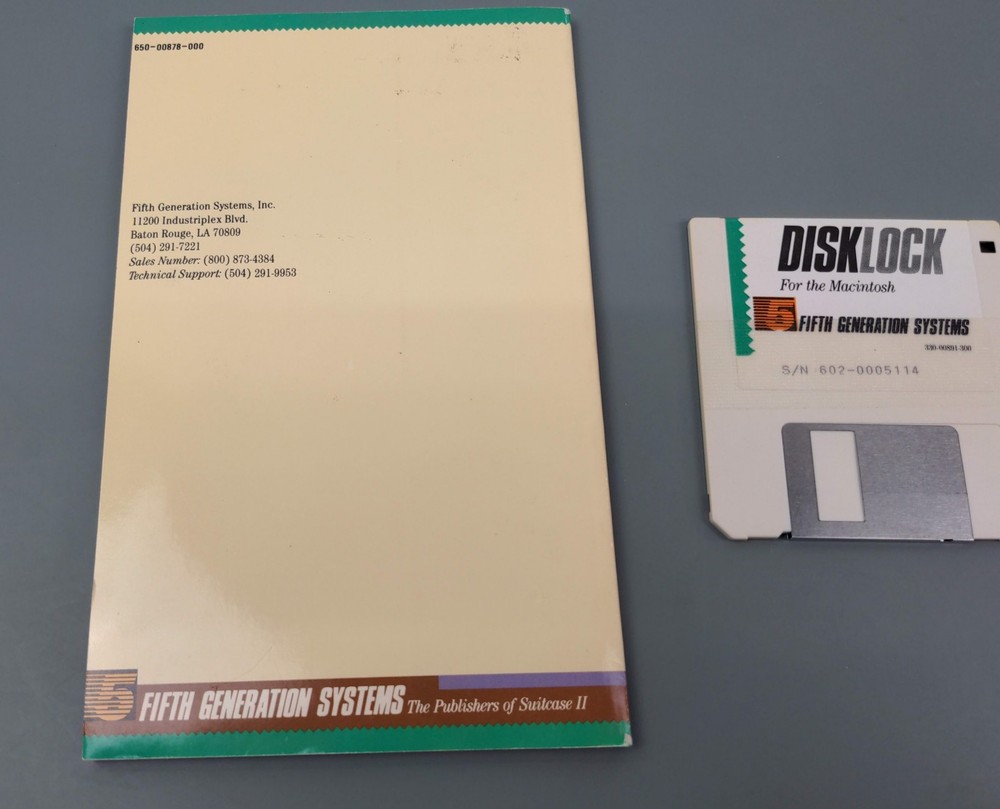 650-00878-000
Fifth Generation Systems, Inc.
11200 Industriplex Blvd.
Baton Rouge, LA 70809
(504) 291-7221
Sales Number: (800) 873-4384
Technical Support: (504) 291-9953
5
FIFTH GENERATION SYSTEMS The Publishers of Suitcase II
DISKLOCK
For the Macintosh
5 FIFTH GENERATION SYSTEMS
330-00891-300
S/N 602-0005114